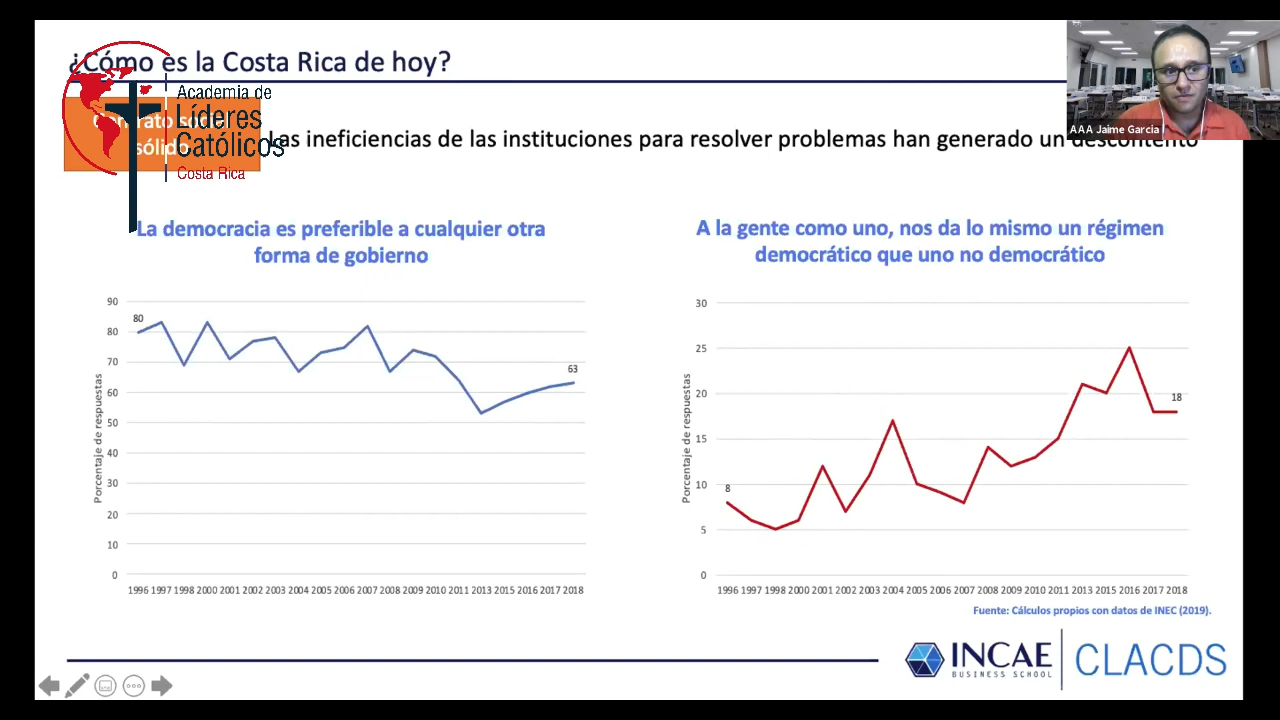 ¿Cómo es la Costa Rica de hoy?
Academia de
Líderes
Católicos
Costa Rica
Contrato social
sólido
Las ineficiencias de las instituciones para resolver problemas han generado un descontento
AAA Jaime Garcia
La democracia es preferible a cualquier otra
forma de gobierno
Porcentaje de respuestas
90
80
70
60
50
40
30
20
10
0
80
63
1996 1997 1998 2000 2001 2002 2003 2004 2005 2006 2007 2008 2009 2010 2011 2013 2015 2016 2017 2018
A la gente como uno, nos da lo mismo un régimen
democrático que uno no democrático
Porcentaje de respuestas
30
25
20
15
10
5
0
8
18
1996 1997 1998 2000 2001 2002 2003 2004 2005 2006 2007 2008 2009 2010 2011 2013 2015 2016 2017 2018
Fuente: Cálculos propios con datos de INEC (2019).
INCAE
BUSINESS SCHOOL
CLACDS